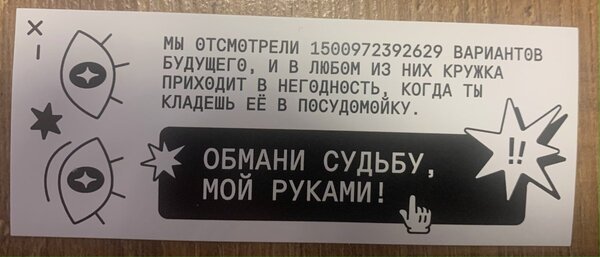 МЫ ОТСМОТРЕЛИ 1500972392629 ВАРИАНТОВ
БУДУЩЕГО, И В ЛЮБОМ ИЗ НИХ КРУЖКА
ПРИХОДИТ В НЕГОДНОСТЬ, КОГДА ТЫ
КЛАДЕШЬ ЕЁ В ПОСУДОМОЙКУ.
ОБМАНИ СУДЬБУ,
МОЙ РУКАМИ!
!!